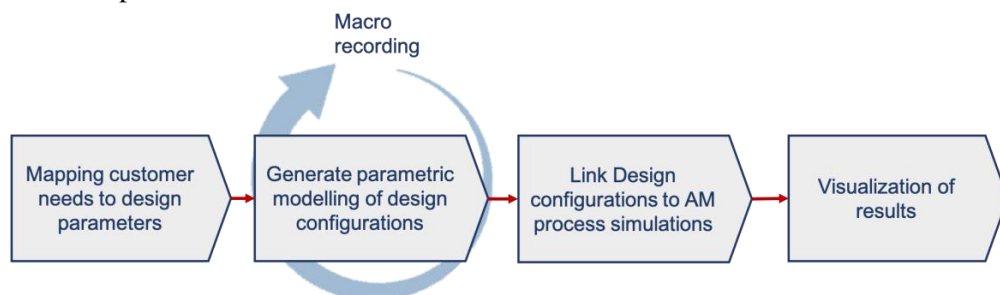 Macro
recording
Mapping customer
needs to design
parameters
Generate parametric
modelling of design
configurations
Link Design
configurations to AM
process simulations
Visualization of
results